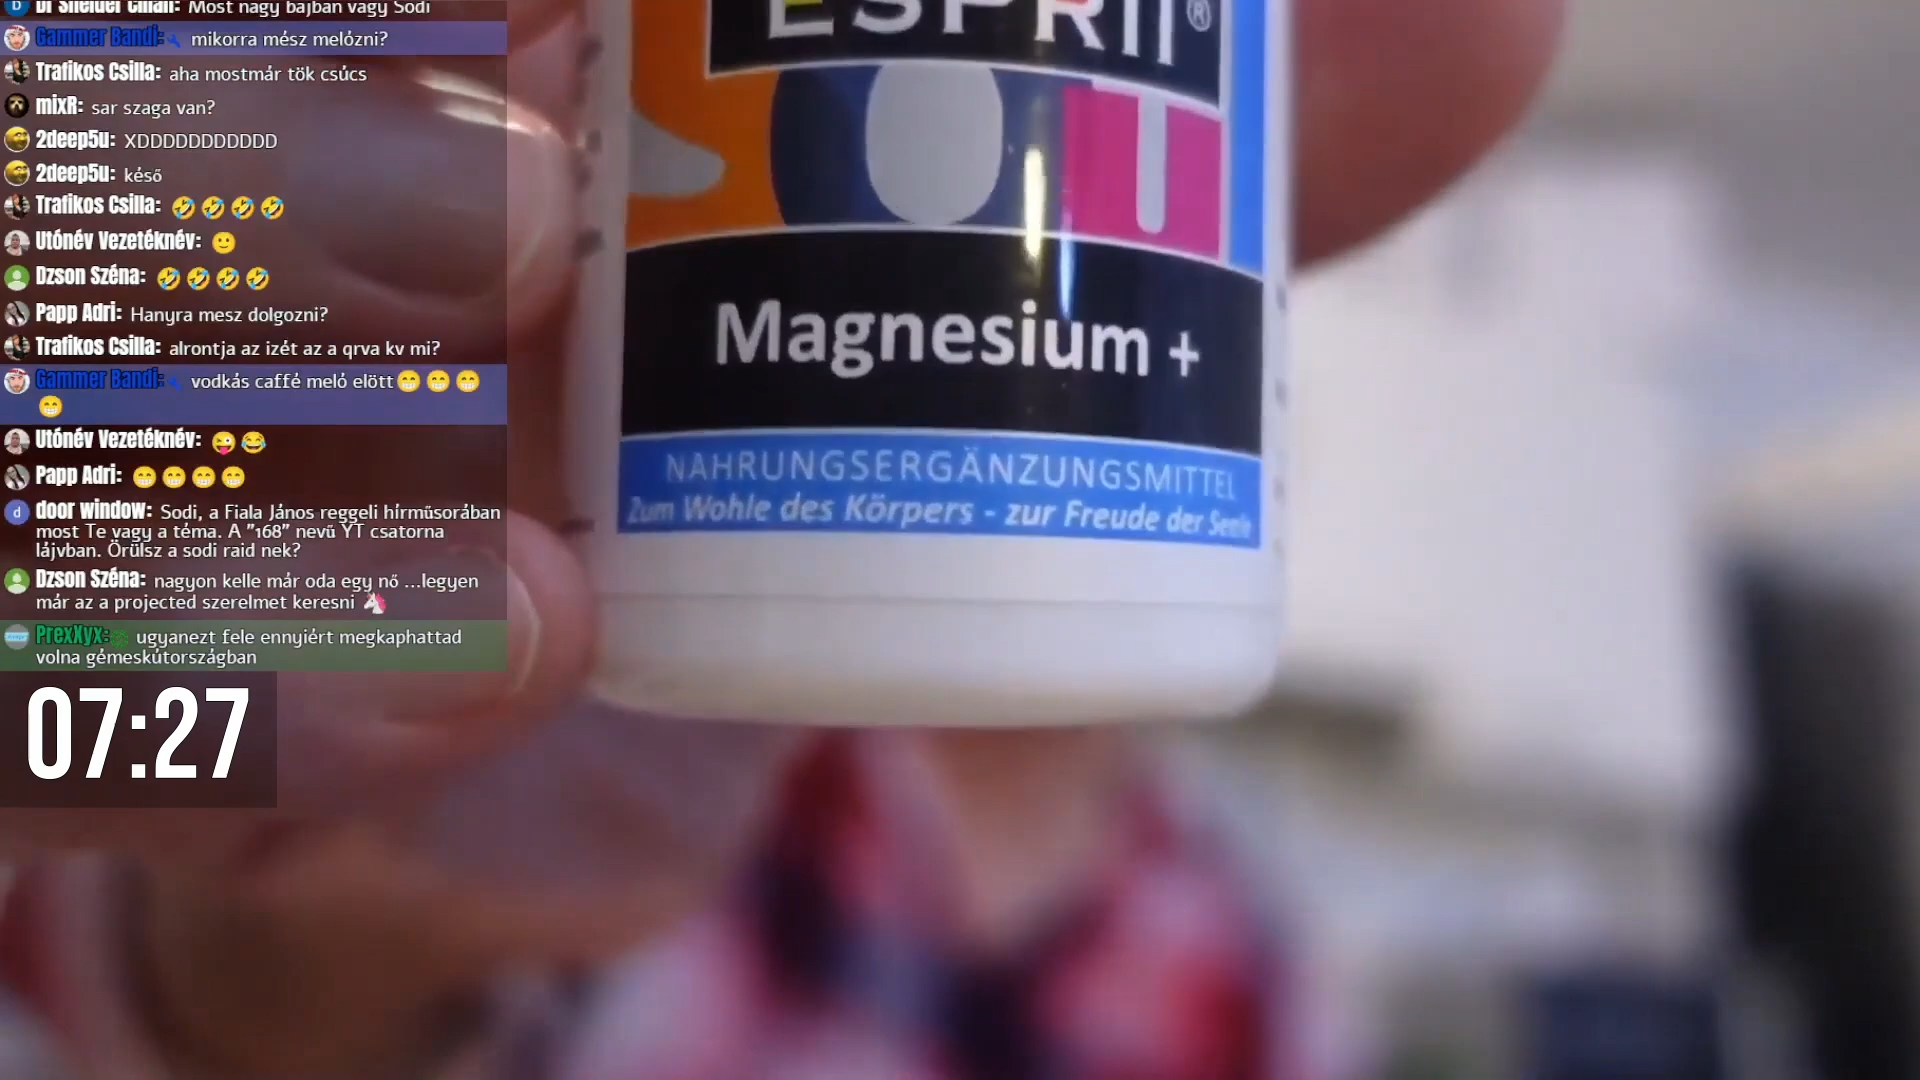 Most nagy bajban vagy Sodi
Gammer Bandi: mikorra mész melózni?
Trafikos Csilla: aha mostmár tök csúcs
mixR: sar szaga van?
2deep5u: XDDDDDDDDDDD
2deep5u: késő
Trafikos Csilla: 🤣🤣🤣🤣
Utónév Vezetéknév: 🙂
Dzson Széna: 🤣🤣🤣🤣
Papp Adri: Hanyra mesz dolgozni?
Trafikos Csilla: alrontja az izét az a qrva kv mi?
Gammer Bandi: vodkás caffé meló elött😁😁😁
😁
Utónév Vezetéknév: 😜😂
Papp Adri: 😁😁😁😁
door window: Sodi, a Fiala János reggeli hírműsorában
most Te vagy a téma. A "168" nevű YT csatorna
lájvban. Örülsz a sodi raid nek?
Dzson Széna: nagyon kelle már oda egy nő ...legyen
már az a projected szerelmet keresni 🦄
PrexXyx: ugyanezt fele ennyiért megkaphattad
volna gémeskútországban
07:27
ESPRIT®
Magnesium +
NAHRUNGSERGÄNZUNGSMITTEL
Zum Wohle des Körpers - zur Freude der Seele